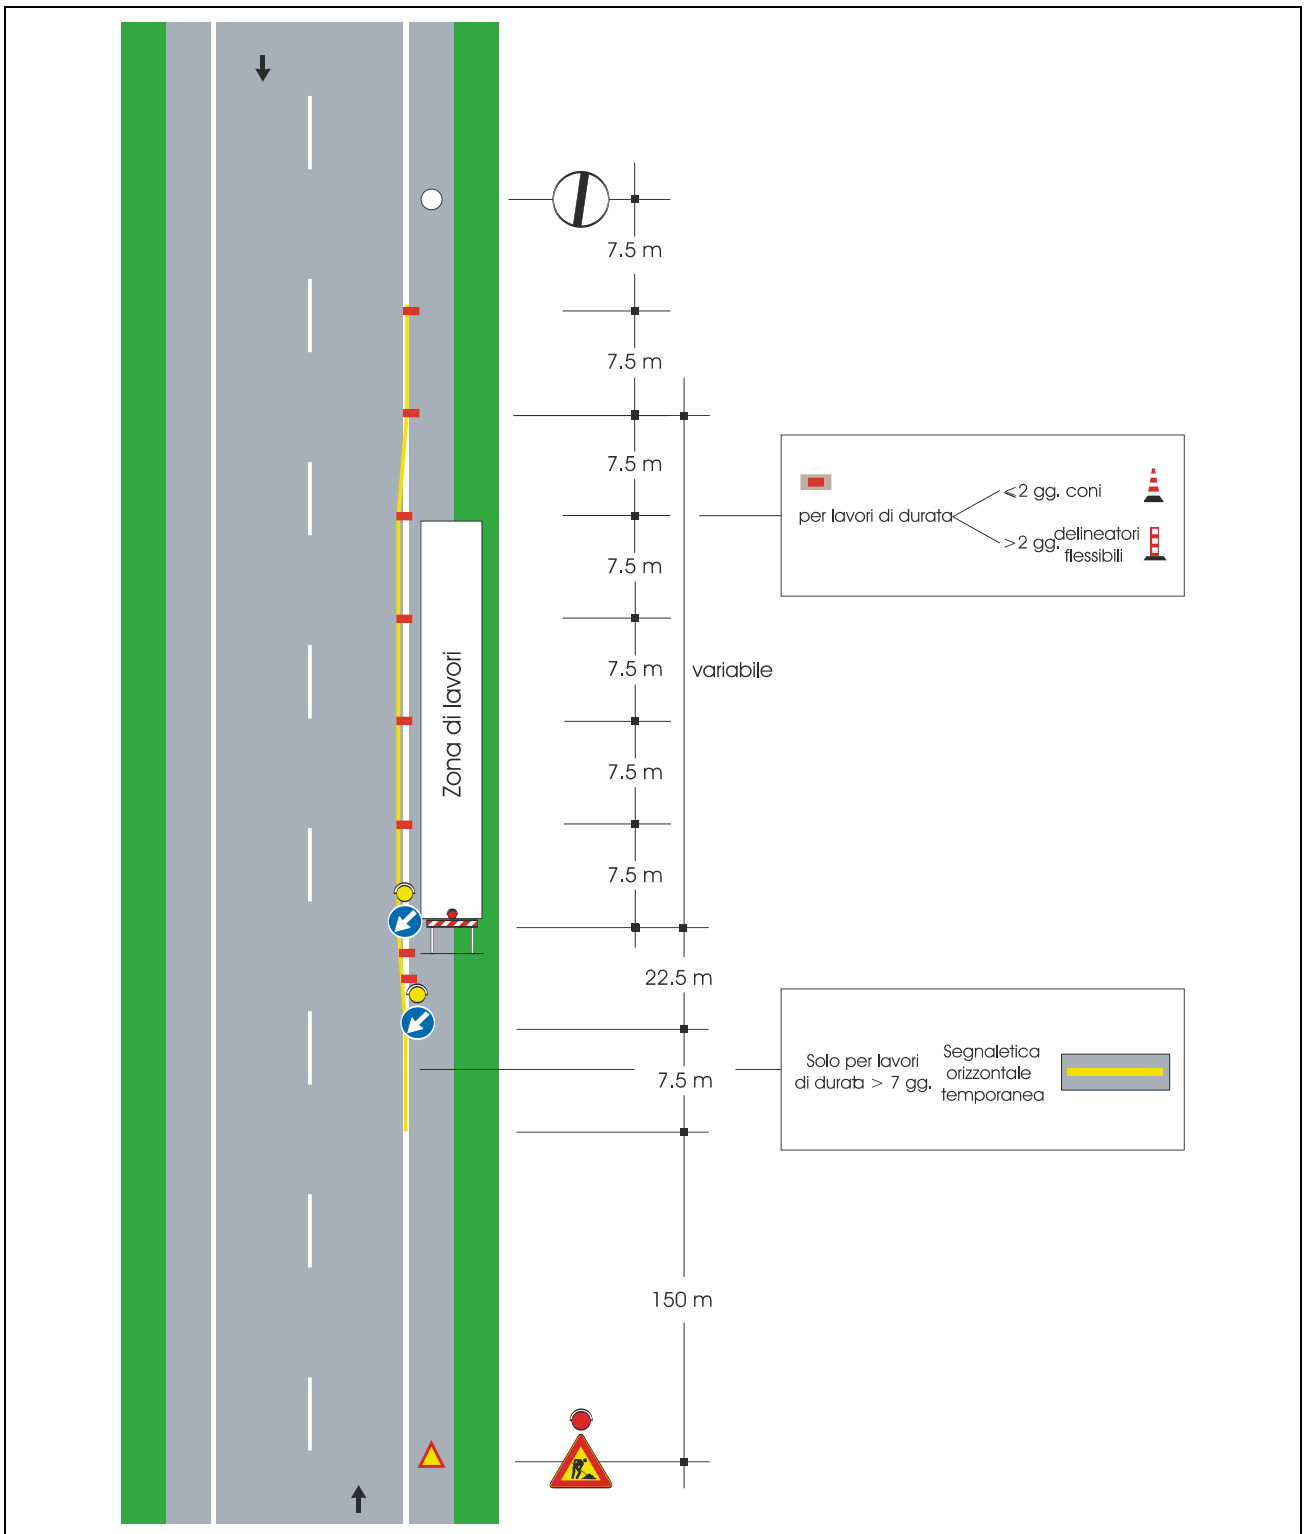 7.5 m
7.5 m
7.5 m
per lavori di durata
⩽2 gg. coni
>2 gg. delineatori
flessibili
7.5 m
Zona di lavori
7.5 m
variabile
7.5 m
7.5 m
22.5 m
7.5 m
Solo per lavori
di durata > 7 gg.
Segnaletica
orizzontale
temporanea
150 m